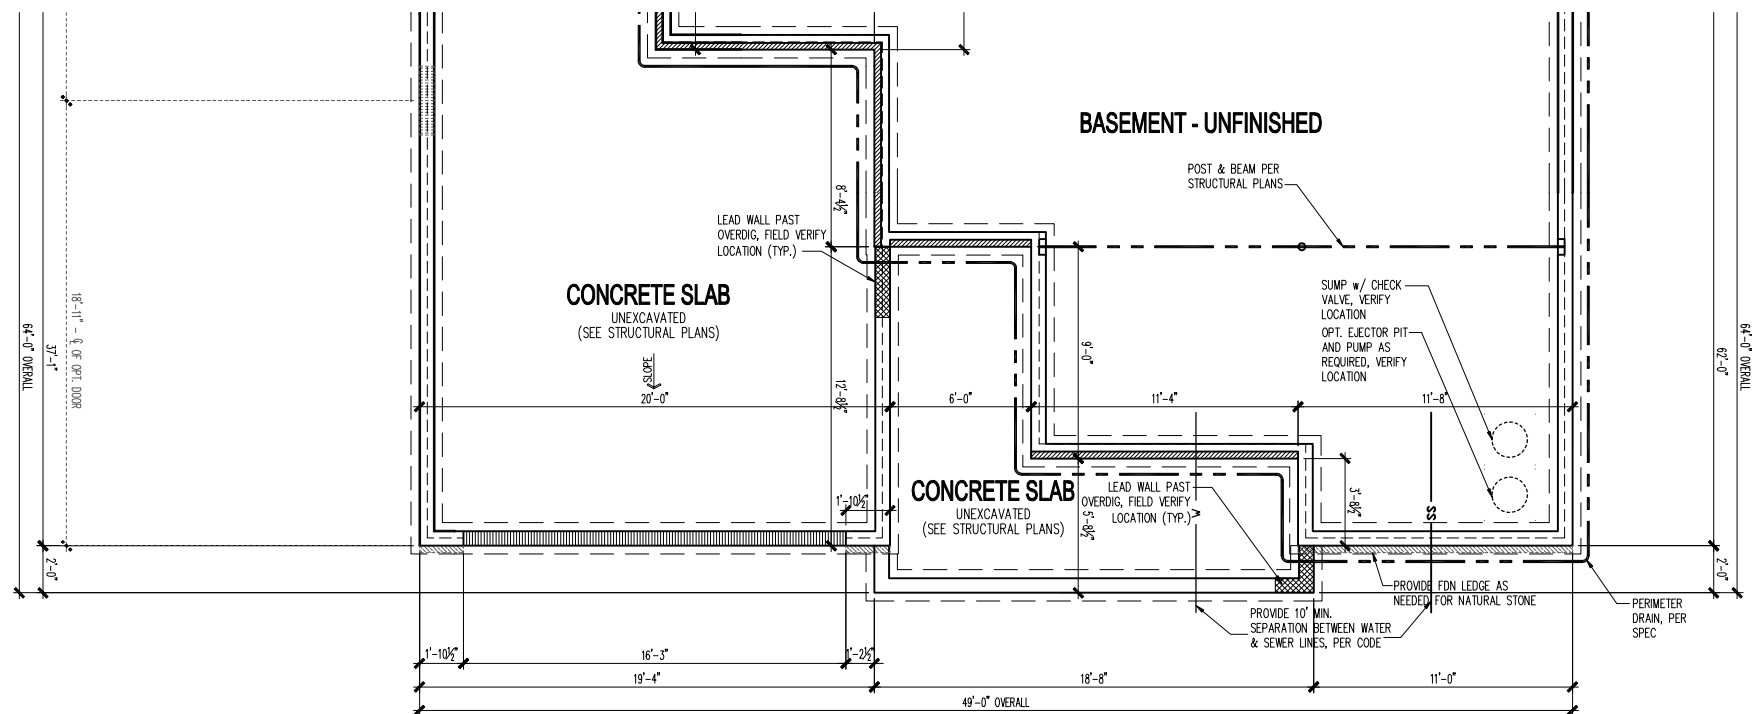 BASEMENT - UNFINISHED
POST & BEAM PER
STRUCTURAL PLANS
8'-4½"
LEAD WALL PAST
OVERDIG, FIELD VERIFY
LOCATION (TYP.)
CONCRETE SLAB
UNEXCAVATED
(SEE STRUCTURAL PLANS)
SLOPE
SUMP w/ CHECK
VALVE, VERIFY
LOCATION
OPT. EJECTOR PIT
AND PUMP AS
REQUIRED, VERIFY
LOCATION
64'-0" OVERALL
37'-1"
18'-11" - ℄ OF OPT. DOOR
12'-8½"
9'-0"
62'-0"
64'-0" OVERALL
20'-0"
6'-0"
11'-4"
11'-8"
1'-10½"
CONCRETE SLAB
UNEXCAVATED
(SEE STRUCTURAL PLANS)
LEAD WALL PAST
OVERDIG, FIELD VERIFY
LOCATION (TYP.)
W
5'-8½"
3'-8½"
SS
2'-0"
2'-0"
PROVIDE FDN LEDGE AS
NEEDED FOR NATURAL STONE
PERIMETER
DRAIN, PER
SPEC
PROVIDE 10' MIN.
SEPARATION BETWEEN WATER
& SEWER LINES, PER CODE
1'-10½"
16'-3"
1'-2½"
19'-4"
18'-8"
11'-0"
49'-0" OVERALL